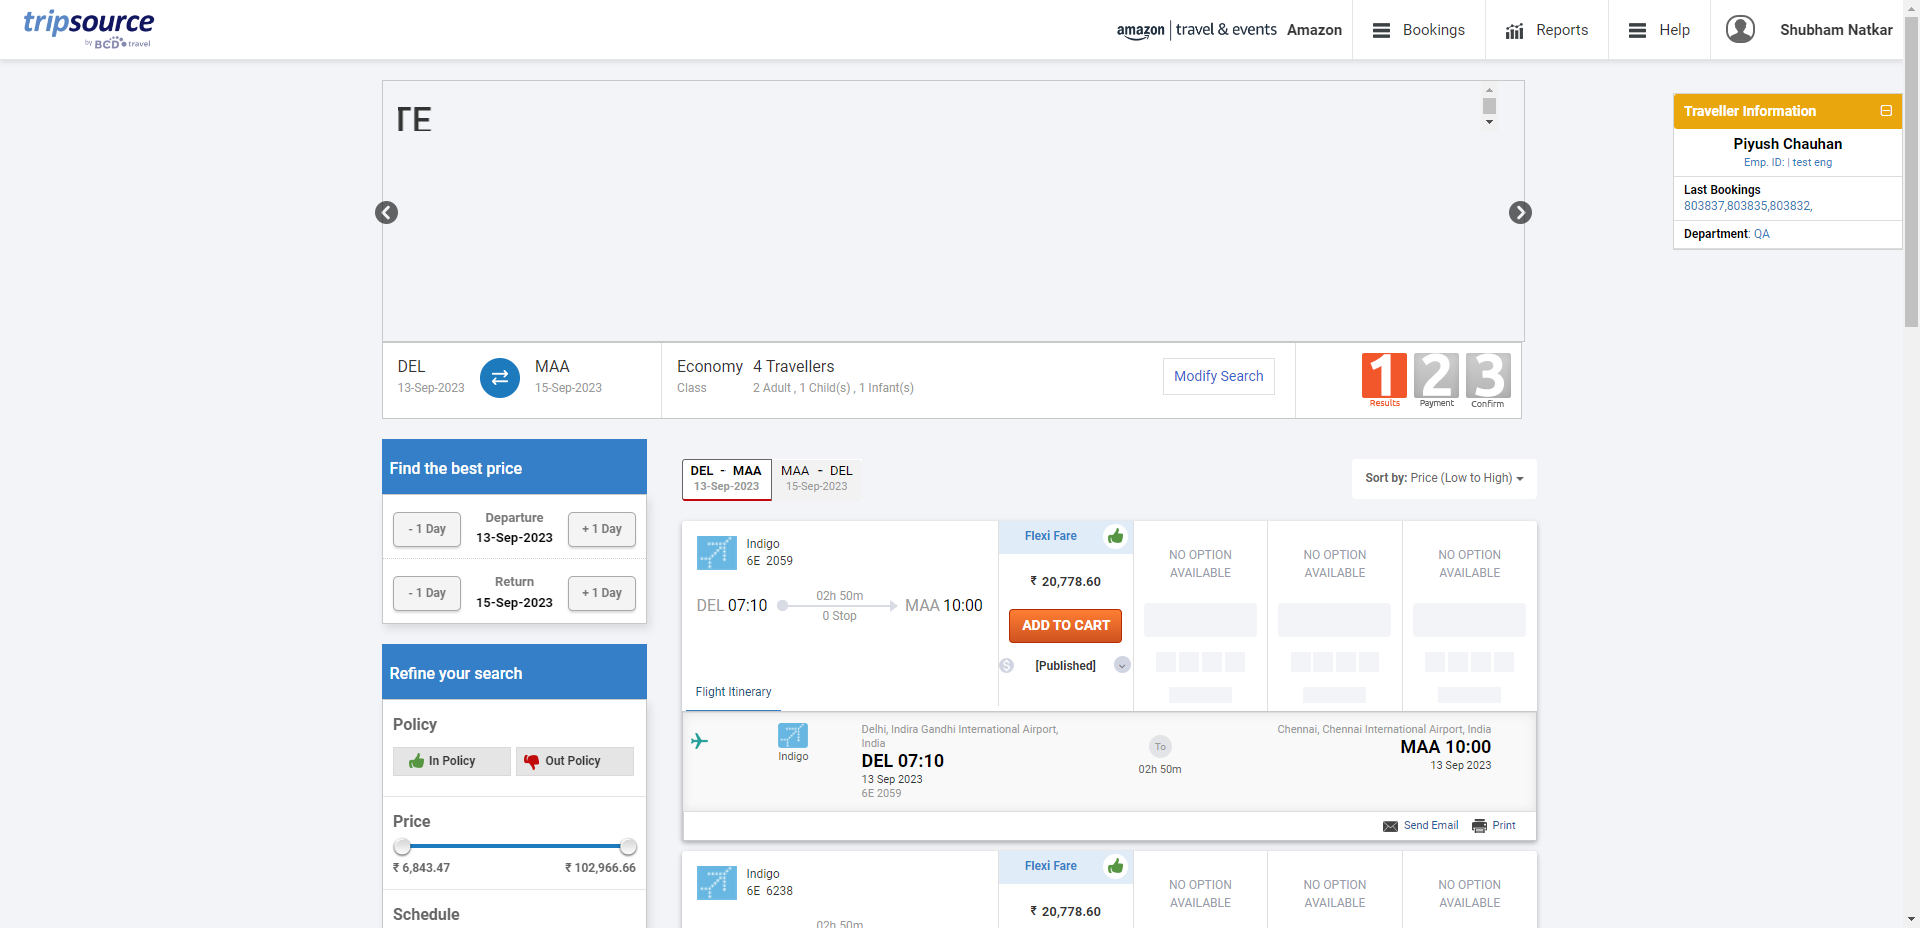 tripsource
by BCD travel
amazon | travel & events Amazon
Bookings
Reports
Help
Shubham Natkar
TE
Traveller Information
Piyush Chauhan
Emp. ID: | test eng
Last Bookings
803837,803835,803832,
Department: QA
DEL
13-Sep-2023
MAA
15-Sep-2023
Economy
Class
4 Travellers
2 Adult , 1 Child(s) , 1 Infant(s)
Modify Search
1 2 3
Results Payment Confirm
Find the best price
- 1 Day
Departure
13-Sep-2023
+ 1 Day
- 1 Day
Return
15-Sep-2023
+ 1 Day
Refine your search
Policy
In Policy
Out Policy
Price
₹ 6,843.47
₹ 102,966.66
Schedule
DEL - MAA
13-Sep-2023
MAA - DEL
15-Sep-2023
Sort by: Price (Low to High)
Indigo
6E 2059
DEL 07:10
02h 50m
0 Stop
MAA 10:00
Flight Itinerary
Flexi Fare
₹ 20,778.60
ADD TO CART
$ [Published]
NO OPTION
AVAILABLE
NO OPTION
AVAILABLE
NO OPTION
AVAILABLE
Indigo
Delhi, Indira Gandhi International Airport,
India
DEL 07:10
13 Sep 2023
6E 2059
To
02h 50m
Chennai, Chennai International Airport, India
MAA 10:00
13 Sep 2023
Send Email
Print
Indigo
6E 6238
02h 50m
Flexi Fare
₹ 20,778.60
NO OPTION
AVAILABLE
NO OPTION
AVAILABLE
NO OPTION
AVAILABLE